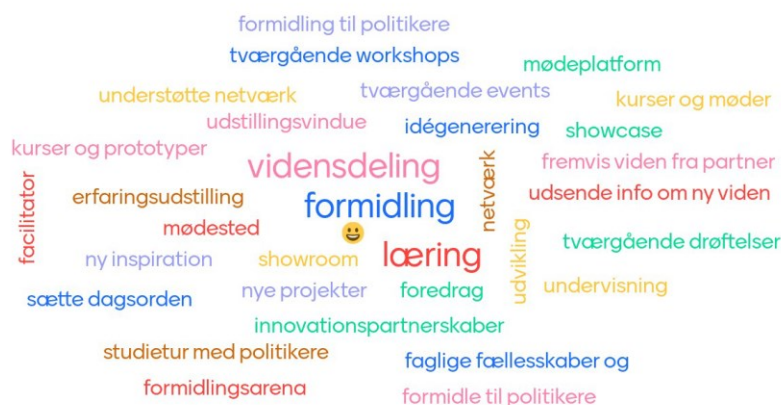 formidling til politikere
tværgående workshops
mødeplatform
understøtte netværk
tværgående events
kurser og møder
udstillingsvindue
idégenerering
showcase
kurser og prototyper
vidensdeling
netværk
fremvis viden fra partner
facilitator
erfaringsudstilling
formidling
udsende info om ny viden
mødested
😀
læring
udvikling
tværgående drøftelser
ny inspiration
showroom
sætte dagsorden
nye projekter
foredrag
undervisning
innovationspartnerskaber
studietur med politikere
faglige fællesskaber og
formidlingsarena
formidle til politikere